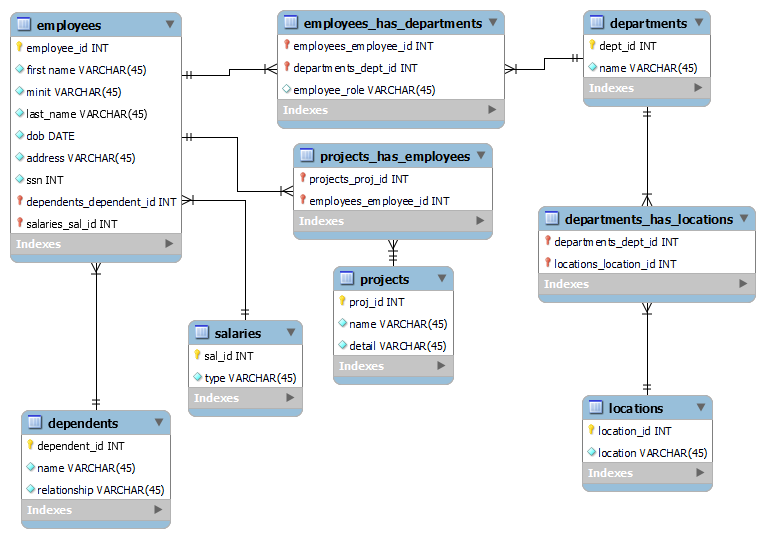 employees
employee_id INT
first name VARCHAR(45)
minit VARCHAR(45)
last_name VARCHAR(45)
dob DATE
address VARCHAR(45)
ssn INT
dependents_dependent_id INT
salaries_sal_id INT
Indexes
employees_has_departments
employees_employee_id INT
departments_dept_id INT
employee_role VARCHAR(45)
Indexes
departments
dept_id INT
name VARCHAR(45)
Indexes
projects_has_employees
projects_proj_id INT
employees_employee_id INT
Indexes
departments_has_locations
departments_dept_id INT
locations_location_id INT
Indexes
projects
proj_id INT
name VARCHAR(45)
detail VARCHAR(45)
Indexes
salaries
sal_id INT
type VARCHAR(45)
Indexes
dependents
dependent_id INT
name VARCHAR(45)
relationship VARCHAR(45)
Indexes
locations
location_id INT
location VARCHAR(45)
Indexes